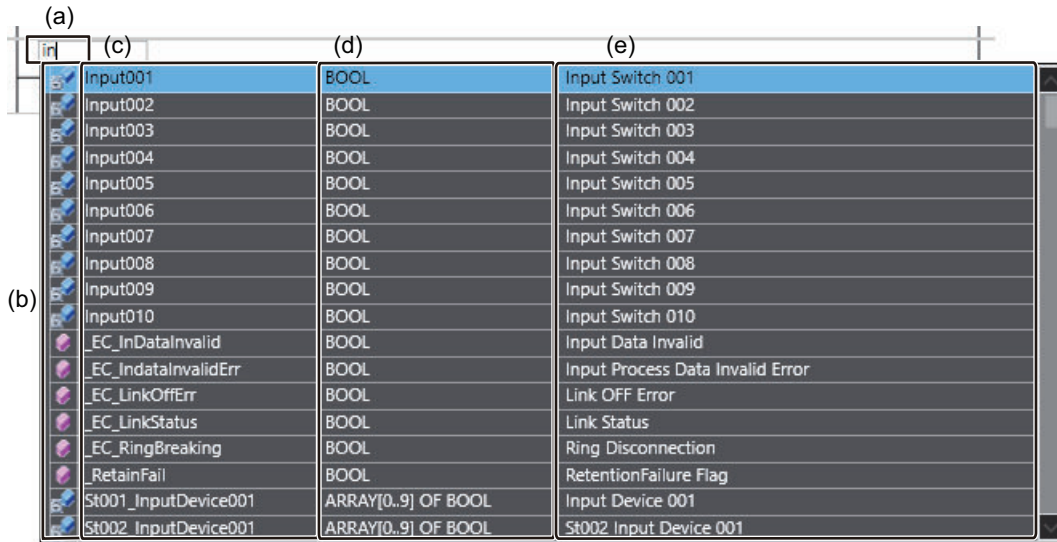 (a)
in (c) (d) (e)
Input001 BOOL Input Switch 001
Input002 BOOL Input Switch 002
Input003 BOOL Input Switch 003
Input004 BOOL Input Switch 004
Input005 BOOL Input Switch 005
Input006 BOOL Input Switch 006
Input007 BOOL Input Switch 007
Input008 BOOL Input Switch 008
(b) Input009 BOOL Input Switch 009
Input010 BOOL Input Switch 010
_EC_InDataInvalid BOOL Input Data Invalid
_EC_IndataInvalidErr BOOL Input Process Data Invalid Error
_EC_LinkOffErr BOOL Link OFF Error
_EC_LinkStatus BOOL Link Status
_EC_RingBreaking BOOL Ring Disconnection
_RetainFail BOOL RetentionFailure Flag
St001_InputDevice001 ARRAY[0..9] OF BOOL Input Device 001
St002_InputDevice001 ARRAY[0..9] OF BOOL St002 Input Device 001